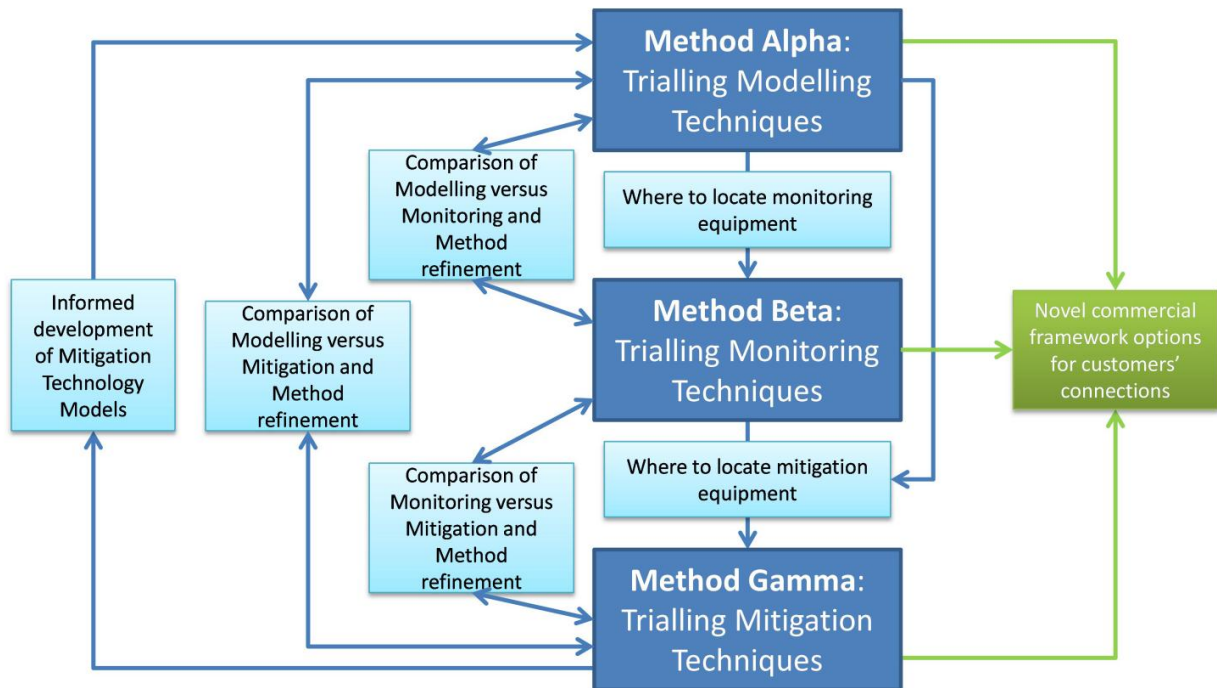 Method Alpha:
Trialling Modelling
Techniques
Comparison of
Modelling versus
Monitoring and
Method
refinement
Where to locate monitoring
equipment
Informed
development
of Mitigation
Technology
Models
Comparison of
Modelling versus
Mitigation and
Method
refinement
Method Beta:
Trialling Monitoring
Techniques
Novel commercial
framework options
for customers’
connections
Comparison of
Monitoring versus
Mitigation and
Method
refinement
Where to locate mitigation
equipment
Method Gamma:
Trialling Mitigation
Techniques